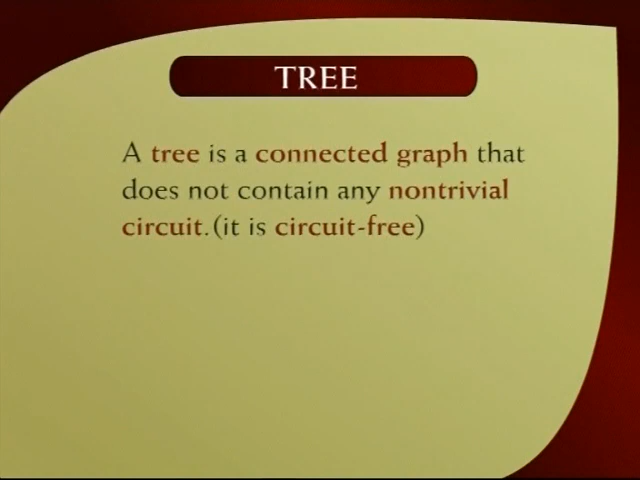 TREE
A tree is a connected graph that
does not contain any nontrivial
circuit.(it is circuit-free)